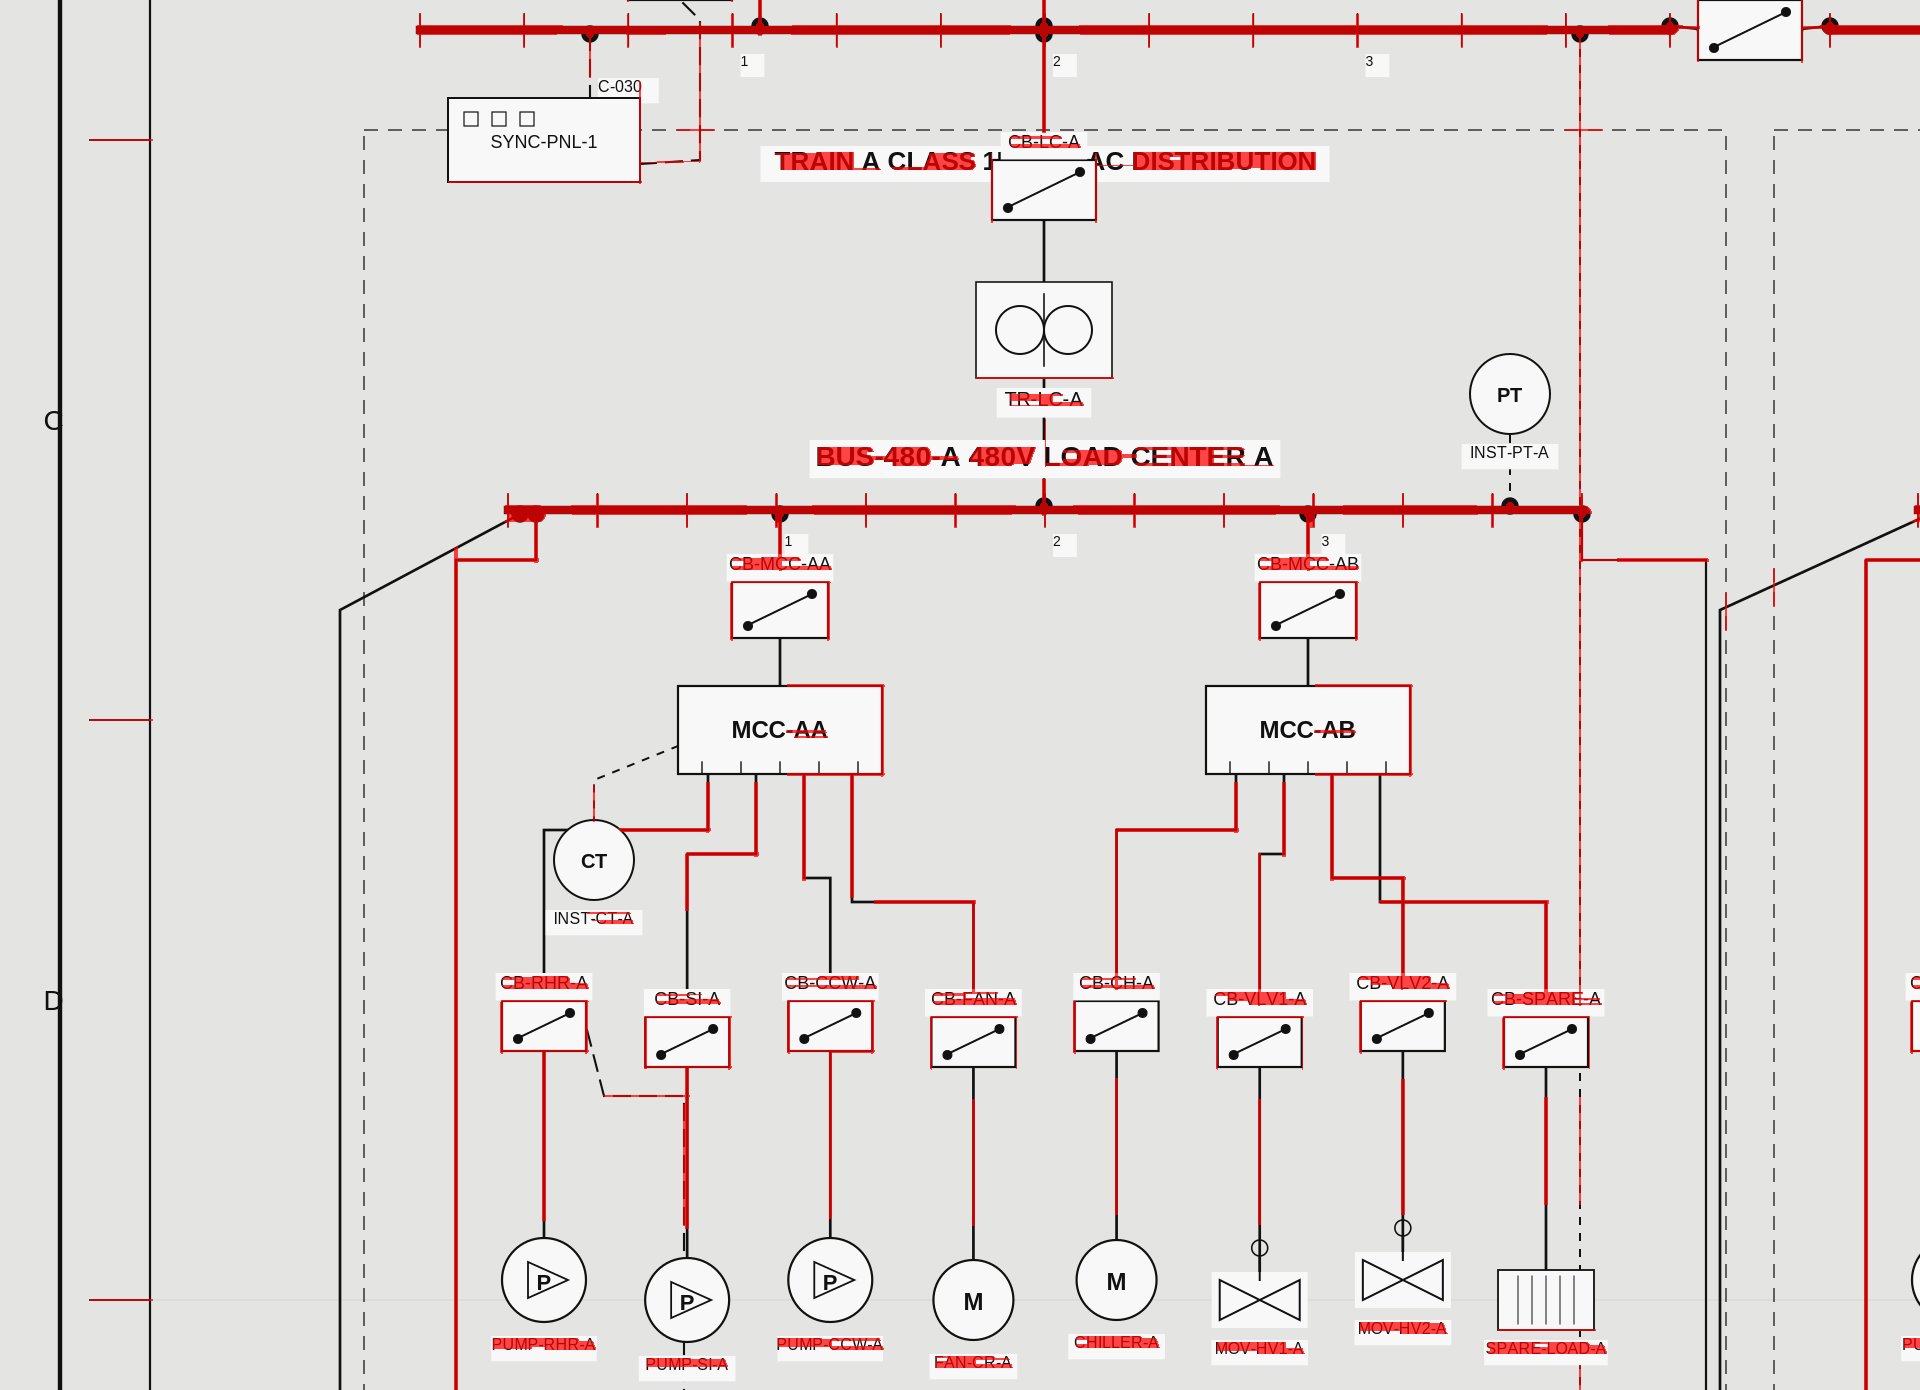 1
2
3
C-030
SYNC-PNL-1
CB-LC-A
TRAIN A CLASS AC DISTRIBUTION
C
PT
TR-LC-A
INST-PT-A
BUS-480-A 480V LOAD CENTER A
1
2
3
CB-MCC-AA
CB-MCC-AB
MCC-AA
MCC-AB
CT
INST-CT-A
D
CB-RHR-A
CB-CCW-A
CB-CH-A
CB-VLV2-A
CB-SI-A
CB-FAN-A
CB-VLV1-A
CB-SPARE-A
P
P
P
M
M
PUMP-RHR-A
PUMP-CCW-A
CHILLER-A
MOV-HV2-A
PUMP-SI-A
FAN-CR-A
MOV-HV1-A
SPARE-LOAD-A